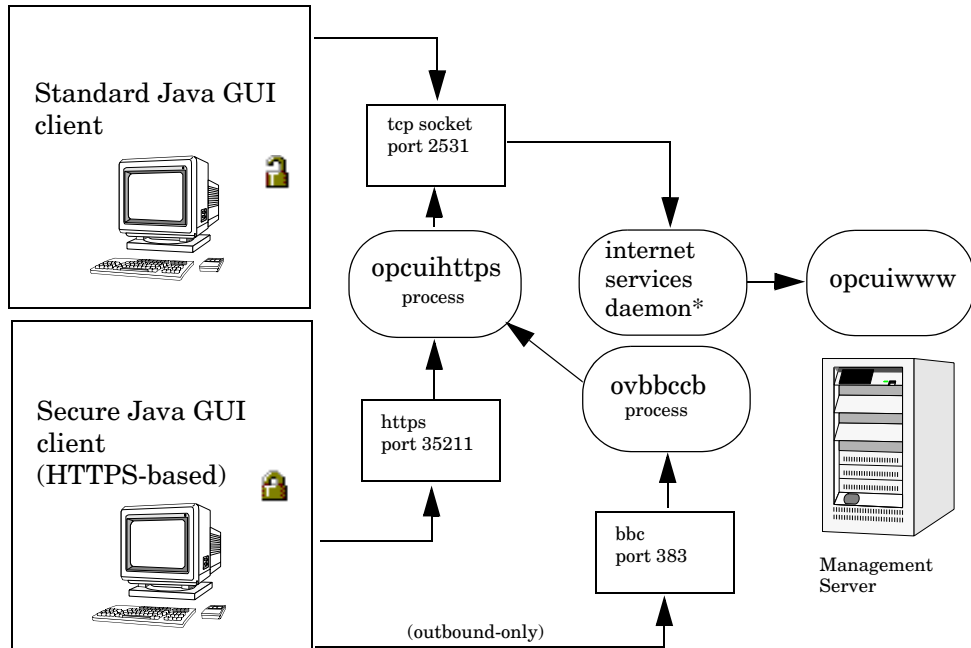 Standard Java GUI
client
tcp socket
port 2531
opcuihttps
process
internet
services
daemon*
opcuiwww
ovbbccb
process
Secure Java GUI
client
(HTTPS-based)
https
port 35211
bbc
port 383
Management
Server
(outbound-only)